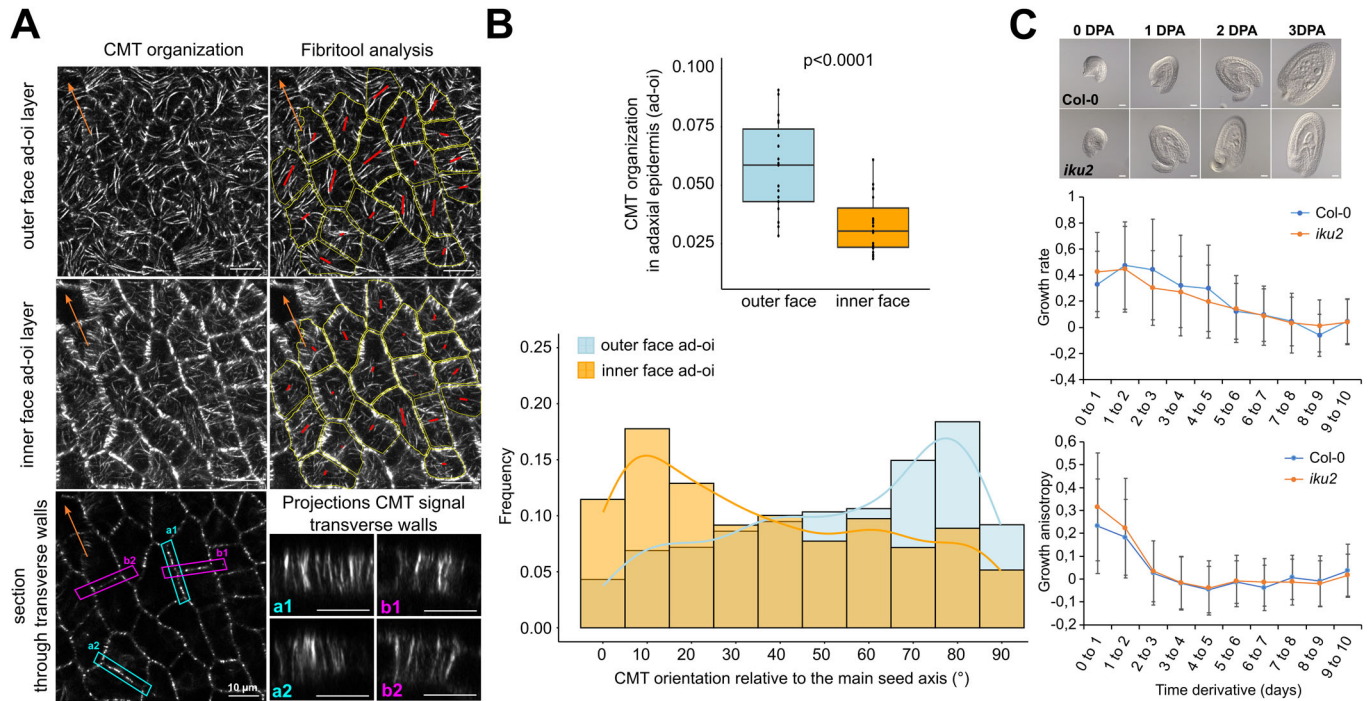 A
CMT organization
Fibritool analysis
outer face ad-oi layer
inner face ad-oi layer
section
through transverse walls
a1
b1
b2
a2
10 µm
Projections CMT signal
transverse walls
a1
b1
a2
b2
B
p<0.0001
CMT organization
in adaxial epidermis (ad-oi)
0.100
0.075
0.050
0.025
outer face
inner face
outer face ad-oi
inner face ad-oi
Frequency
0.25
0.20
0.15
0.10
0.05
0.00
0 10 20 30 40 50 60 70 80 90
CMT orientation relative to the main seed axis (°)
C
0 DPA
1 DPA
2 DPA
3DPA
Col-0
iku2
Growth rate
1
0,8
0,6
0,4
0,2
0
-0,2
-0,4
Col-0
iku2
0 to 1
1 to 2
2 to 3
3 to 4
4 to 5
5 to 6
6 to 7
7 to 8
8 to 9
9 to 10
Growth anisotropy
0,6
0,5
0,4
0,3
0,2
0,1
0
-0,1
-0,2
Col-0
iku2
0 to 1
1 to 2
2 to 3
3 to 4
4 to 5
5 to 6
6 to 7
7 to 8
8 to 9
9 to 10
Time derivative (days)